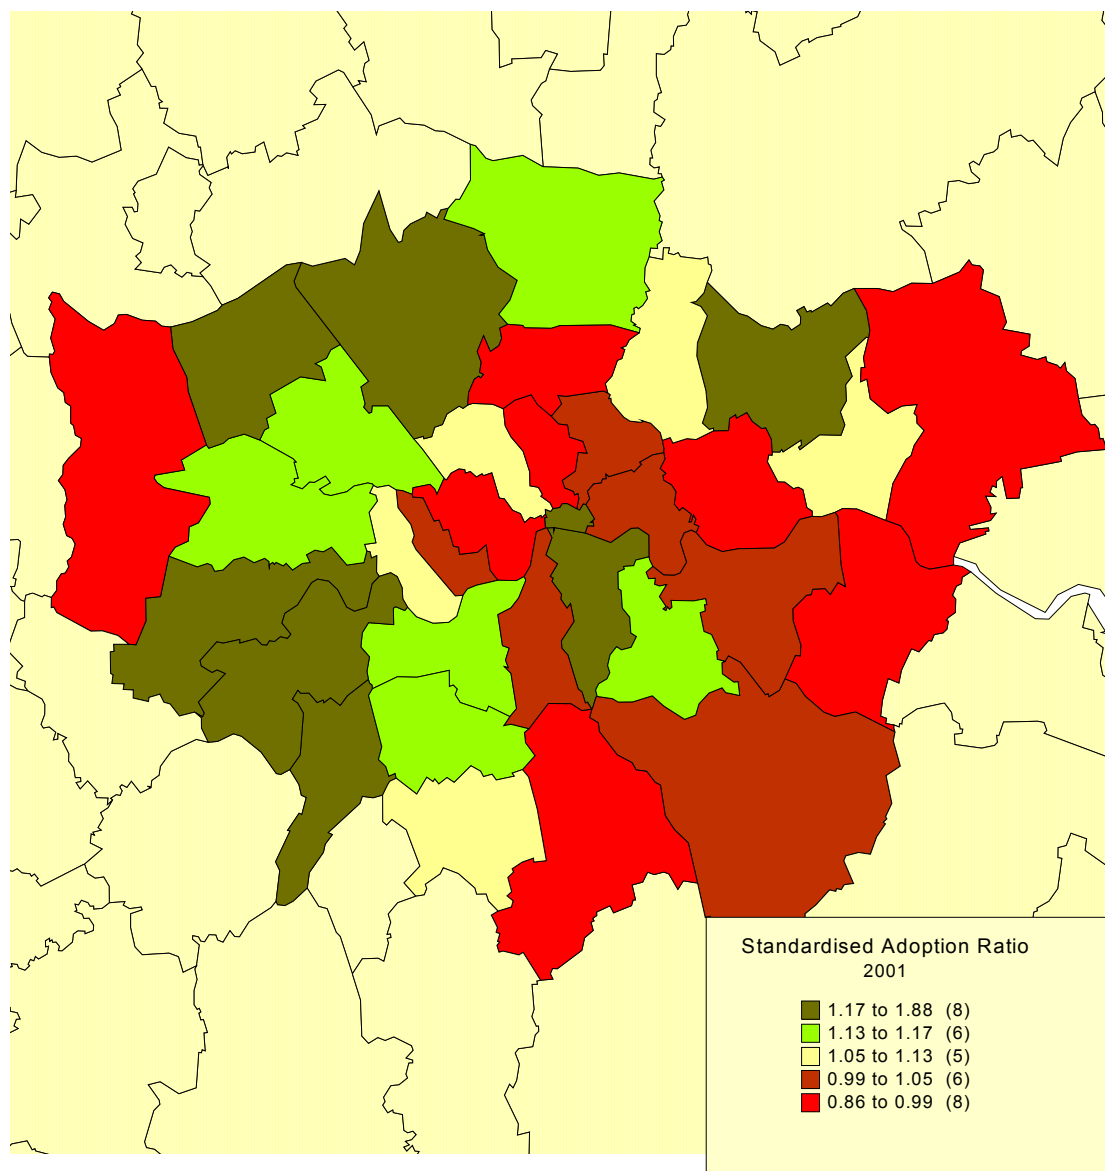 Standardised Adoption Ratio
2001
1.17 to 1.88 (8)
1.13 to 1.17 (6)
1.05 to 1.13 (5)
0.99 to 1.05 (6)
0.86 to 0.99 (8)